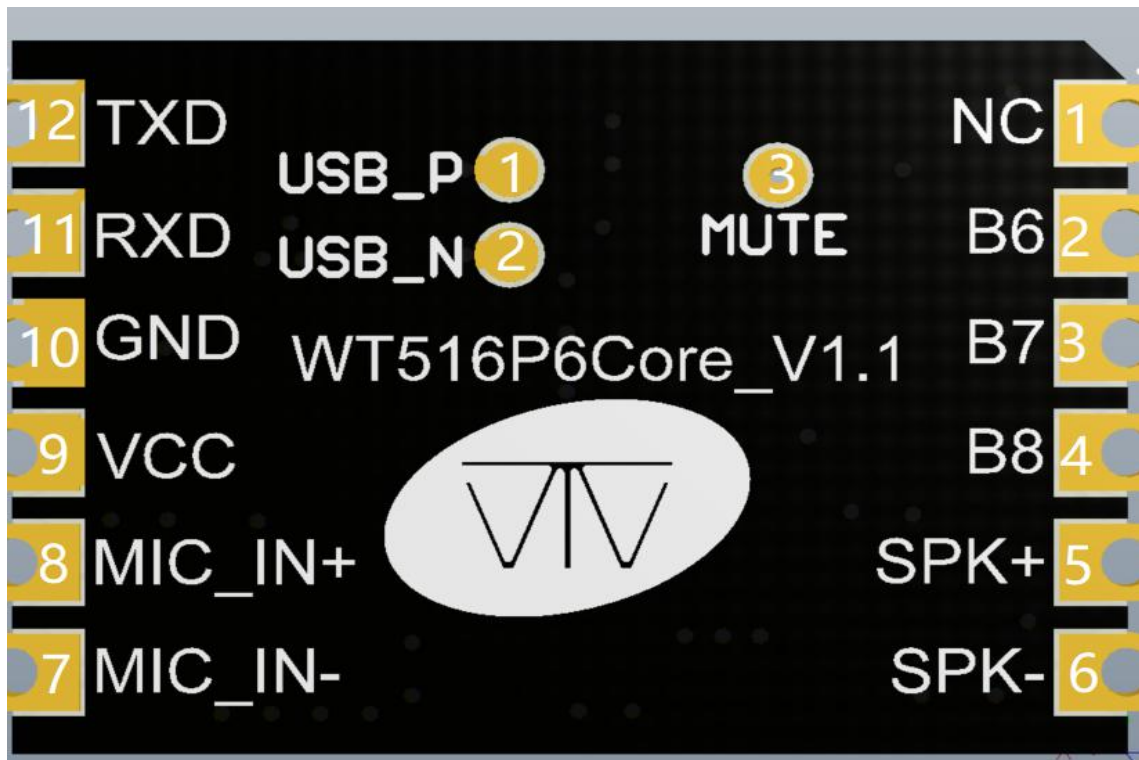 12 TXD
NC 1
USB_P 1
3
MUTE
11 RXD
B6 2
USB_N 2
10 GND
WT516P6Core_V1.1
B7 3
9 VCC
B8 4
8 MIC_IN+
SPK+ 5
7 MIC_IN-
SPK- 6